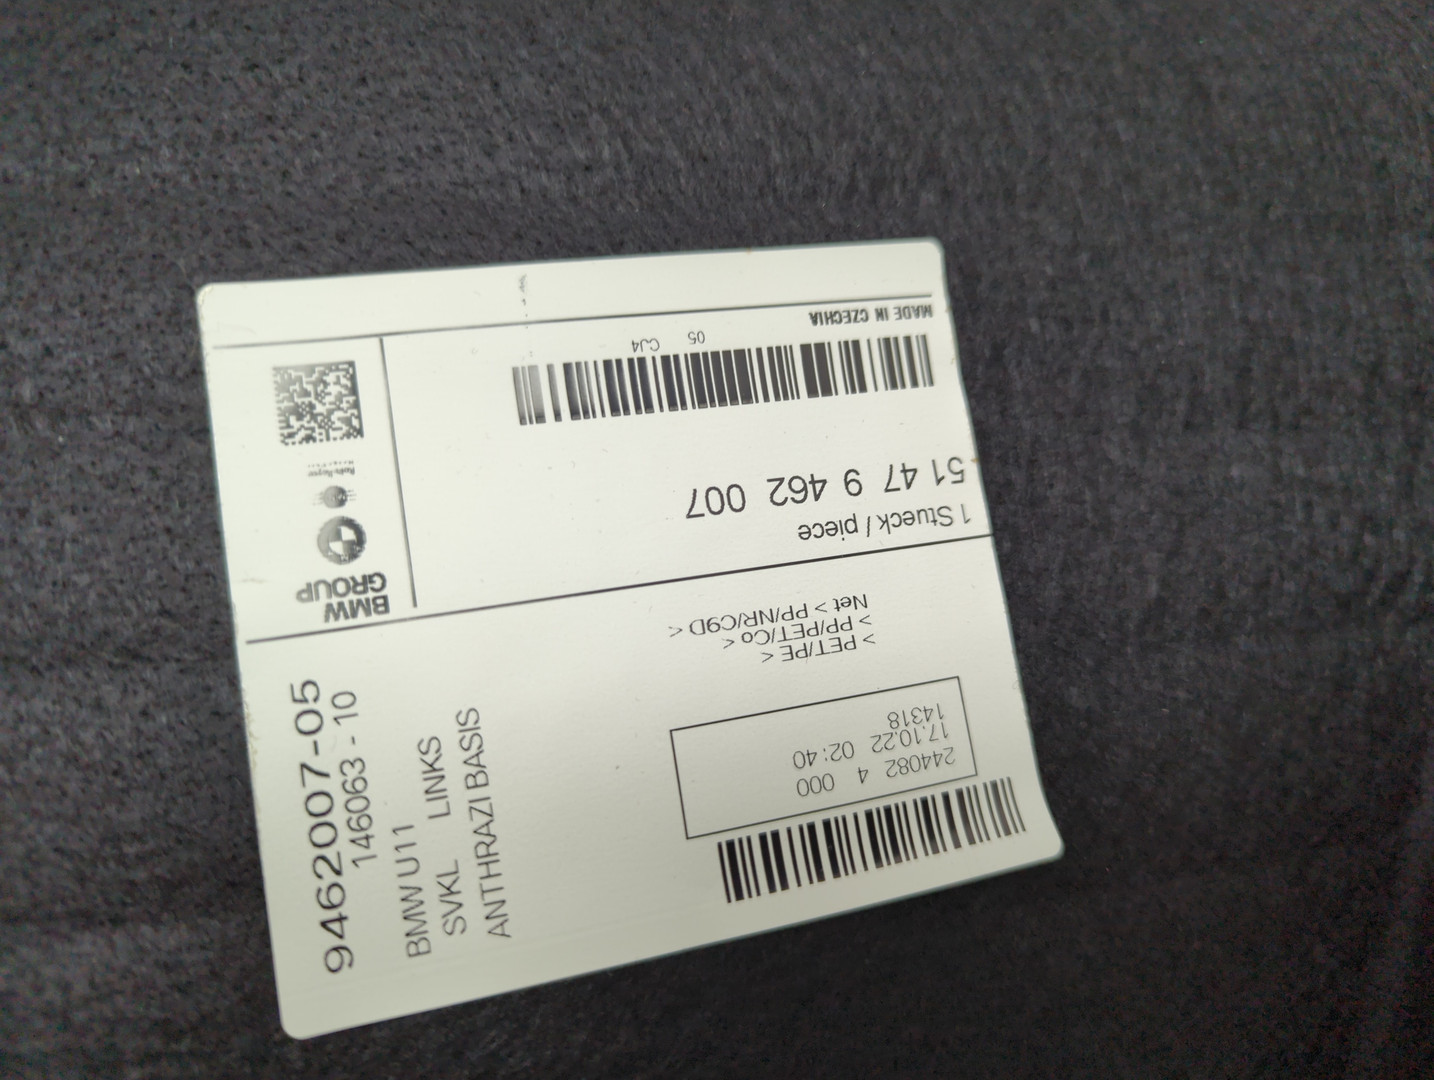 1 Stueck / piece
51 47 9 462 007
05 CJ4
MADE IN CZECHIA
BMW
GROUP
244082 4 000
17.10.22 02:40
14318
> PET/PE <
> PP/PET/Co <
Net > PP/NR/C9D <
9462007-05
146063 - 10
BMW U11
SVKL LINKS
ANTHRAZI BASIS